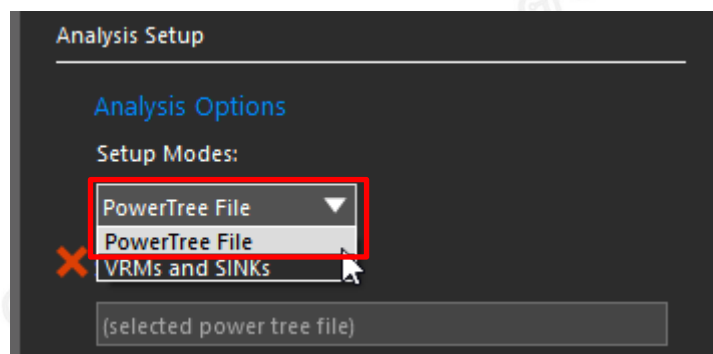 Analysis Setup
Analysis Options
Setup Modes:
PowerTree File
PowerTree File
VRMs and SINKs
(selected power tree file)